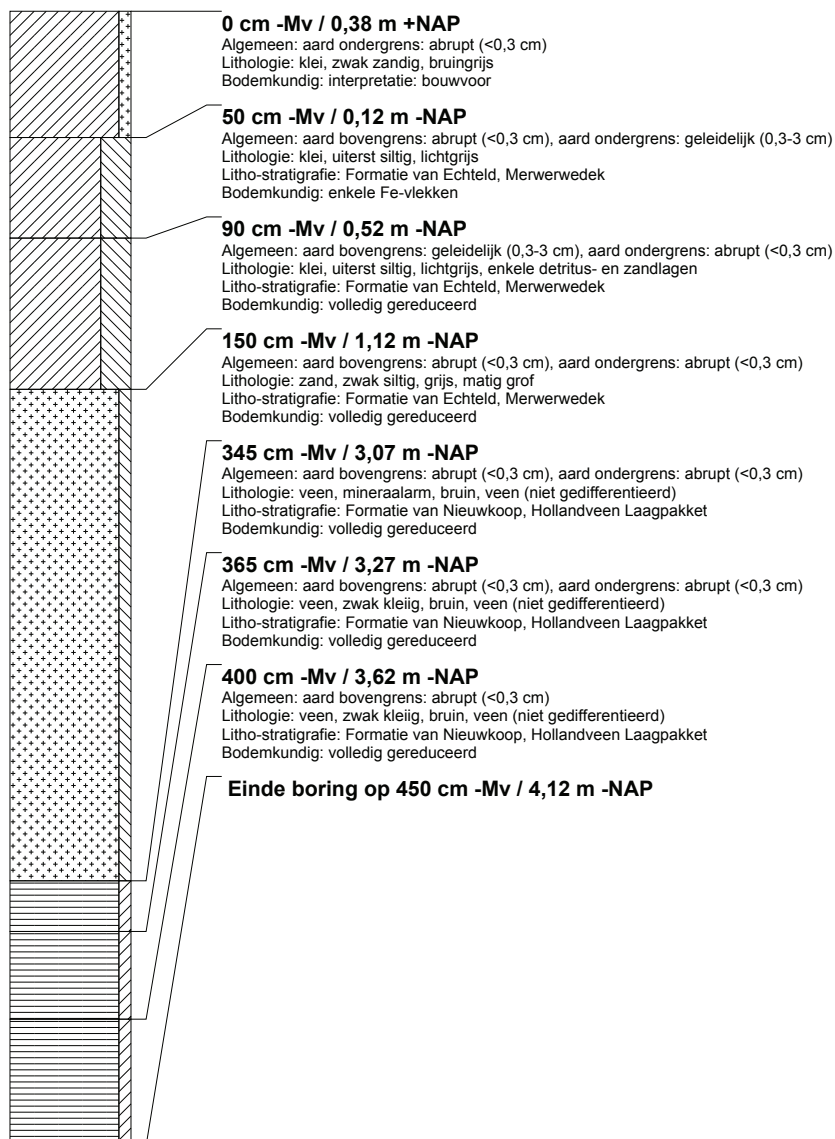 0 cm -Mv / 0,38 m +NAP
Algemeen: aard ondergrens: abrupt (<0,3 cm)
Lithologie: klei, zwak zandig, bruingrijs
Bodemkundig: interpretatie: bouwvoor
50 cm -Mv / 0,12 m -NAP
Algemeen: aard bovengrens: abrupt (<0,3 cm), aard ondergrens: geleidelijk (0,3-3 cm)
Lithologie: klei, uiterst siltig, lichtgrijs
Litho-stratigrafie: Formatie van Echteld, Merwerwedek
Bodemkundig: enkele Fe-vlekken
90 cm -Mv / 0,52 m -NAP
Algemeen: aard bovengrens: geleidelijk (0,3-3 cm), aard ondergrens: abrupt (<0,3 cm)
Lithologie: klei, uiterst siltig, lichtgrijs, enkele detritus- en zandlagen
Litho-stratigrafie: Formatie van Echteld, Merwerwedek
Bodemkundig: volledig gereduceerd
150 cm -Mv / 1,12 m -NAP
Algemeen: aard bovengrens: abrupt (<0,3 cm), aard ondergrens: abrupt (<0,3 cm)
Lithologie: zand, zwak siltig, grijs, matig grof
Litho-stratigrafie: Formatie van Echteld, Merwerwedek
Bodemkundig: volledig gereduceerd
345 cm -Mv / 3,07 m -NAP
Algemeen: aard bovengrens: abrupt (<0,3 cm), aard ondergrens: abrupt (<0,3 cm)
Lithologie: veen, mineraalarm, bruin, veen (niet gedifferentieerd)
Litho-stratigrafie: Formatie van Nieuwkoop, Hollandveen Laagpakket
Bodemkundig: volledig gereduceerd
365 cm -Mv / 3,27 m -NAP
Algemeen: aard bovengrens: abrupt (<0,3 cm), aard ondergrens: abrupt (<0,3 cm)
Lithologie: veen, zwak kleiig, bruin, veen (niet gedifferentieerd)
Litho-stratigrafie: Formatie van Nieuwkoop, Hollandveen Laagpakket
Bodemkundig: volledig gereduceerd
400 cm -Mv / 3,62 m -NAP
Algemeen: aard bovengrens: abrupt (<0,3 cm)
Lithologie: veen, zwak kleiig, bruin, veen (niet gedifferentieerd)
Litho-stratigrafie: Formatie van Nieuwkoop, Hollandveen Laagpakket
Bodemkundig: volledig gereduceerd
Einde boring op 450 cm -Mv / 4,12 m -NAP